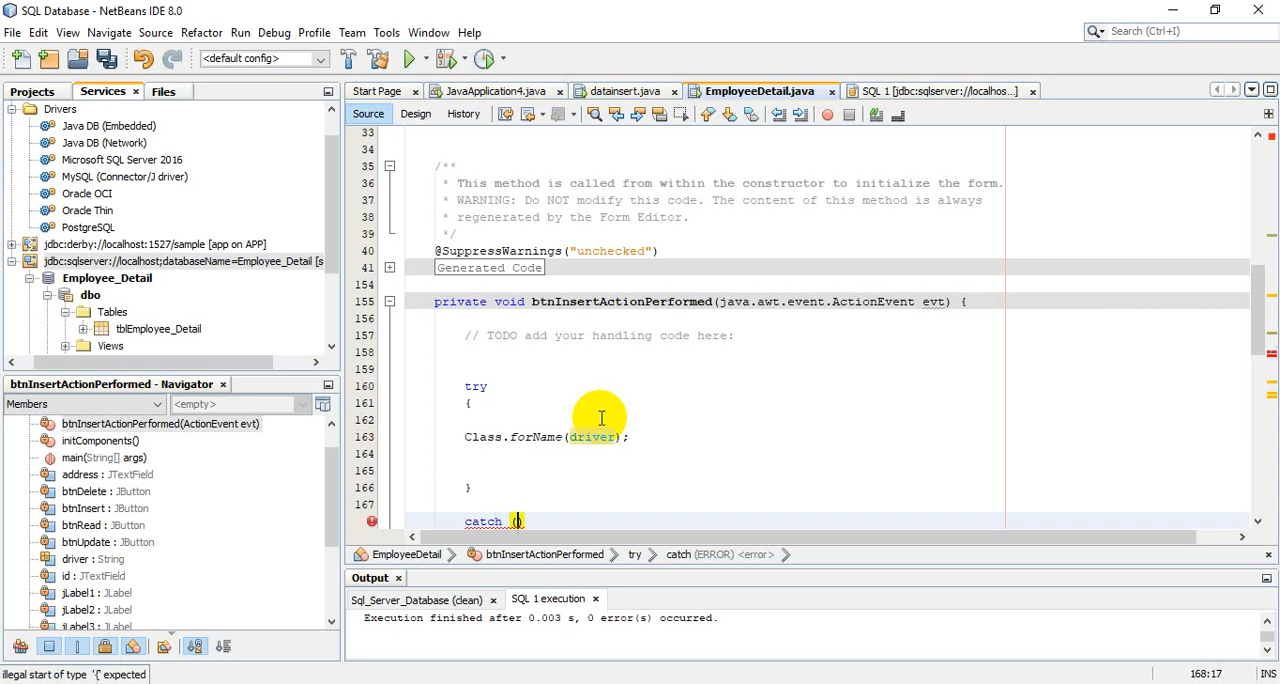 SQL Database - NetBeans IDE 8.0
File Edit View Navigate Source Refactor Run Debug Profile Team Tools Window Help
Search (Ctrl+I)
<default config>
Projects Services Files
Drivers
Java DB (Embedded)
Java DB (Network)
Microsoft SQL Server 2016
MySQL (Connector/J driver)
Oracle OCI
Oracle Thin
PostgreSQL
jdbc:derby://localhost:1527/sample [app on APP]
jdbc:sqlserver://localhost;databaseName=Employee_Detail [s
Employee_Detail
dbo
Tables
tblEmployee_Detail
Views
btnInsertActionPerformed - Navigator
Members <empty>
btnInsertActionPerformed(ActionEvent evt)
initComponents()
main(String[] args)
address : JTextField
btnDelete : JButton
btnInsert : JButton
btnRead : JButton
btnUpdate : JButton
driver : String
id : JTextField
jLabel1 : JLabel
jLabel2 : JLabel
jLabel3 : JLabel
illegal start of type '{' expected
Start Page JavaApplication4.java datainsert.java EmployeeDetail.java SQL 1 [jdbc:sqlserver://localhos...]
Source Design History
33
34
35 /**
36 * This method is called from within the constructor to initialize the form.
37 * WARNING: Do NOT modify this code. The content of this method is always
38 * regenerated by the Form Editor.
39 */
40 @SuppressWarnings("unchecked")
41 Generated Code
154
155 private void btnInsertActionPerformed(java.awt.event.ActionEvent evt) {
156
157 // TODO add your handling code here:
158
159
160 try
161 {
162
163 Class.forName(driver);
164
165
166 }
167
catch ()
EmployeeDetail btnInsertActionPerformed try catch (ERROR) <error>
Output
Sql_Server_Database (clean) SQL 1 execution
Execution finished after 0.003 s, 0 error(s) occurred.
168:17 INS